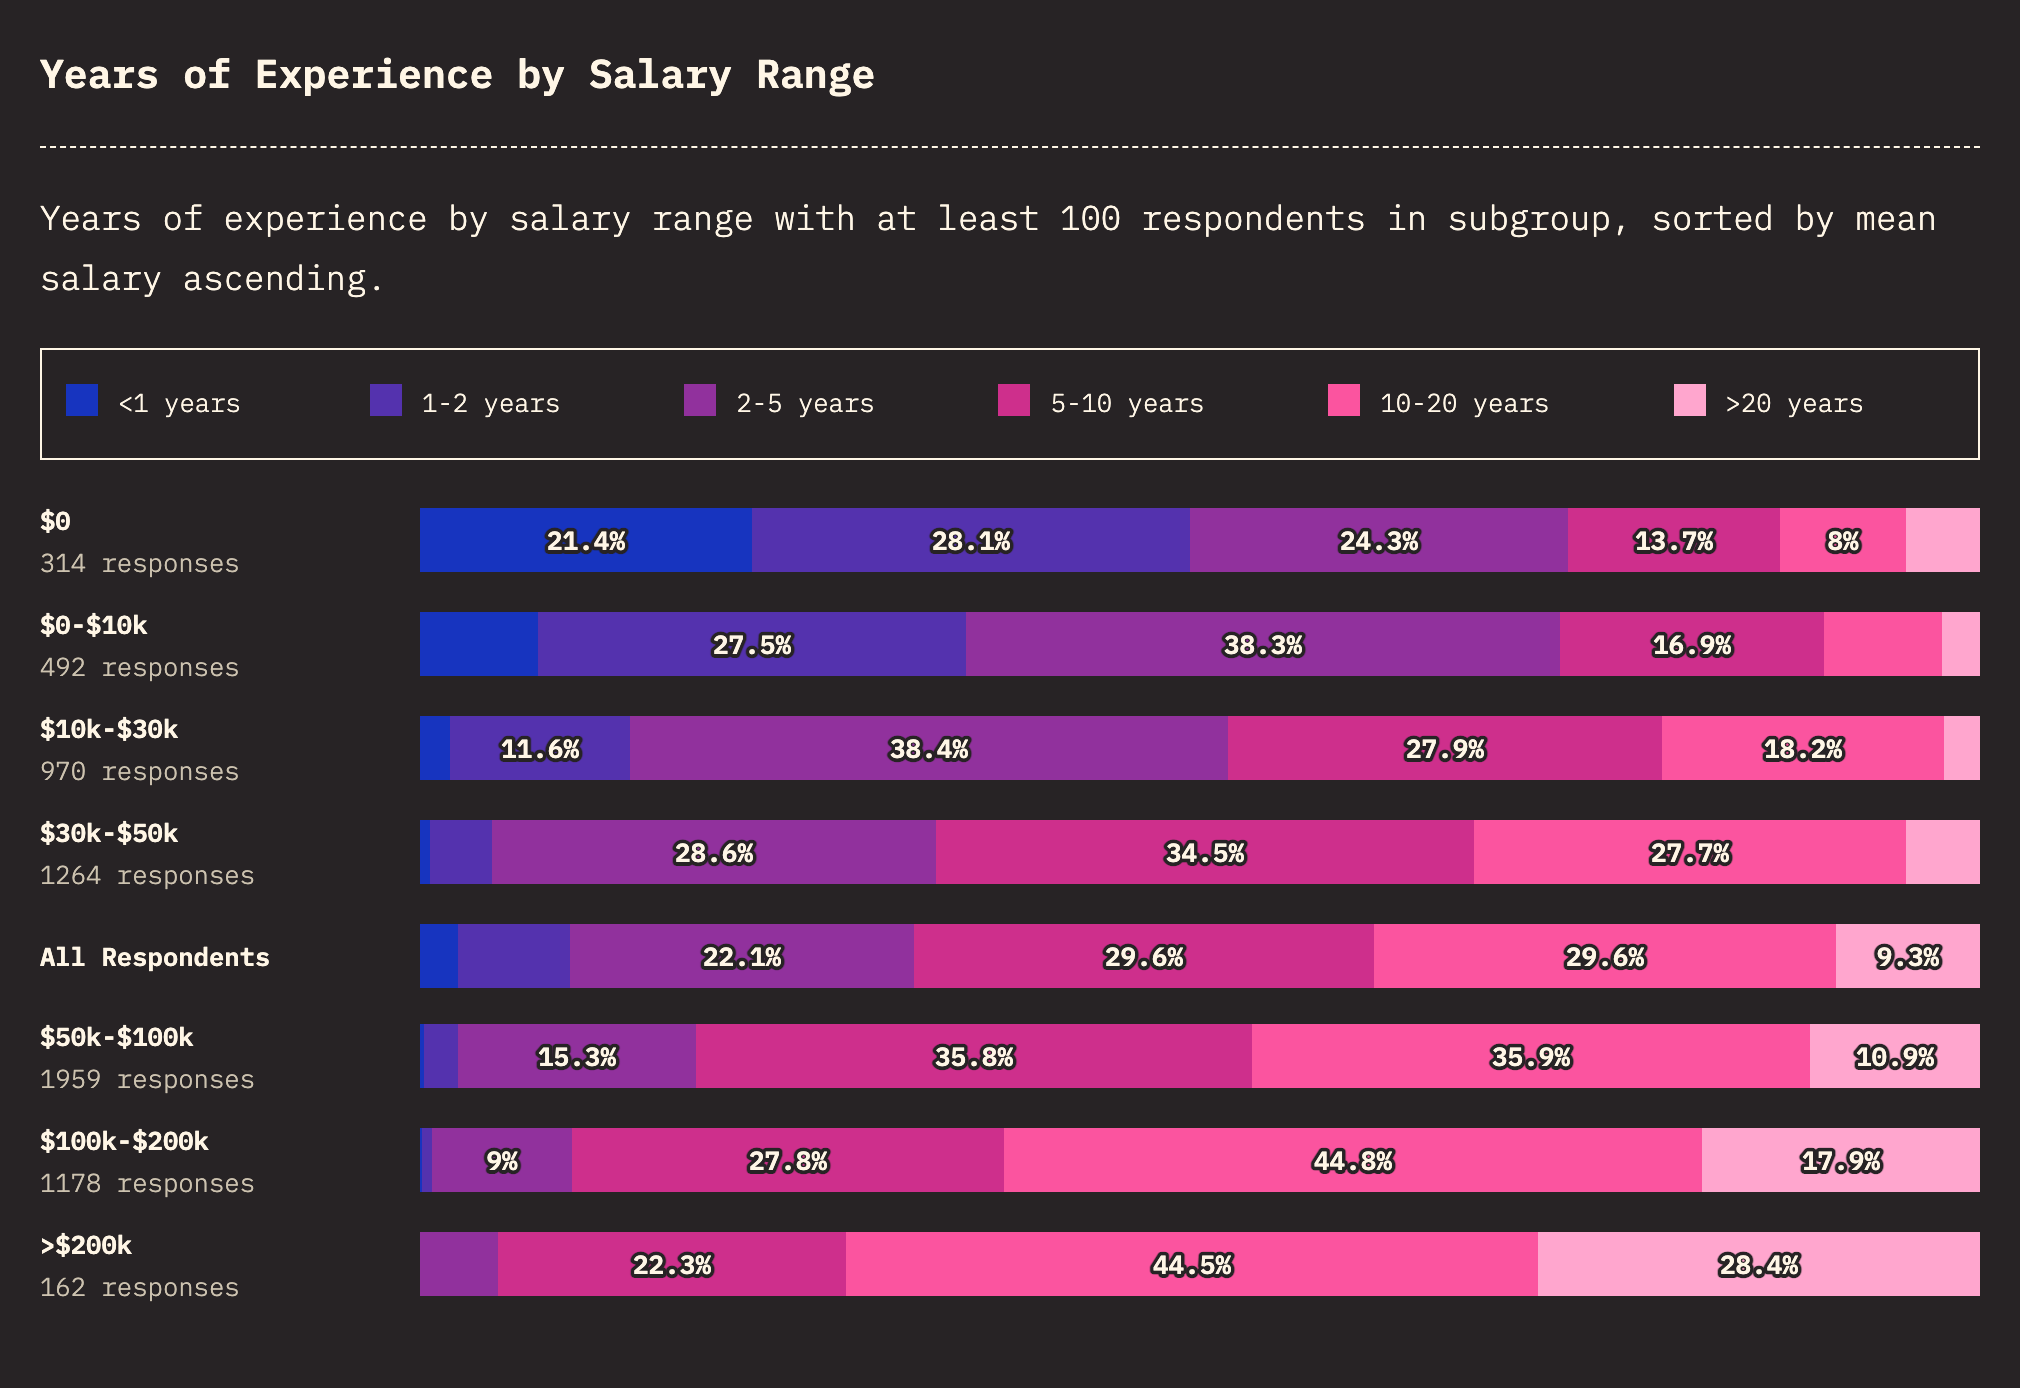 Years of Experience by Salary Range
Years of experience by salary range with at least 100 respondents in subgroup, sorted by mean
salary ascending.
<1 years 1-2 years 2-5 years 5-10 years 10-20 years >20 years
$0
314 responses
21.4% 28.1% 24.3% 13.7% 8%
$0-$10k
492 responses
27.5% 38.3% 16.9%
$10k-$30k
970 responses
11.6% 38.4% 27.9% 18.2%
$30k-$50k
1264 responses
28.6% 34.5% 27.7%
All Respondents
22.1% 29.6% 29.6% 9.3%
$50k-$100k
1959 responses
15.3% 35.8% 35.9% 10.9%
$100k-$200k
1178 responses
9% 27.8% 44.8% 17.9%
>$200k
162 responses
22.3% 44.5% 28.4%